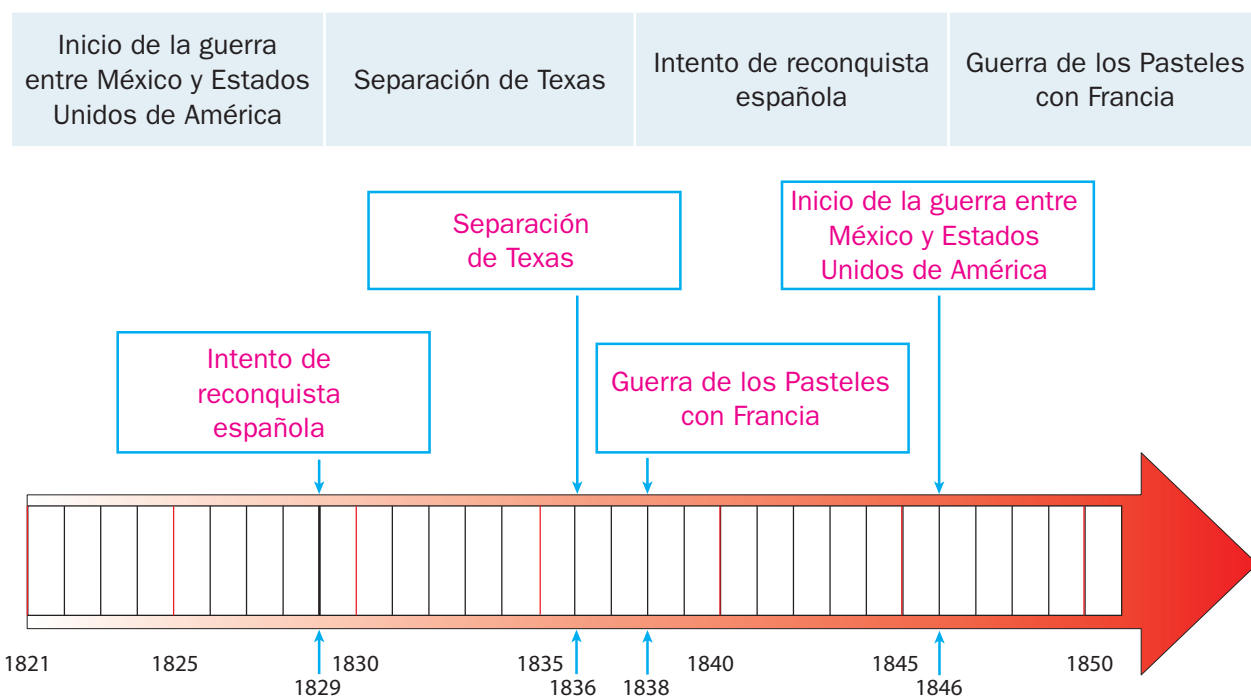 Inicio de la guerra
entre México y Estados
Unidos de América
Separación de Texas
Intento de reconquista
española
Guerra de los Pasteles
con Francia
Separación
de Texas
Inicio de la guerra entre
México y Estados
Unidos de América
Intento de
reconquista
española
Guerra de los Pasteles
con Francia
1821
1825
1829
1830
1835
1836
1838
1840
1845
1846
1850